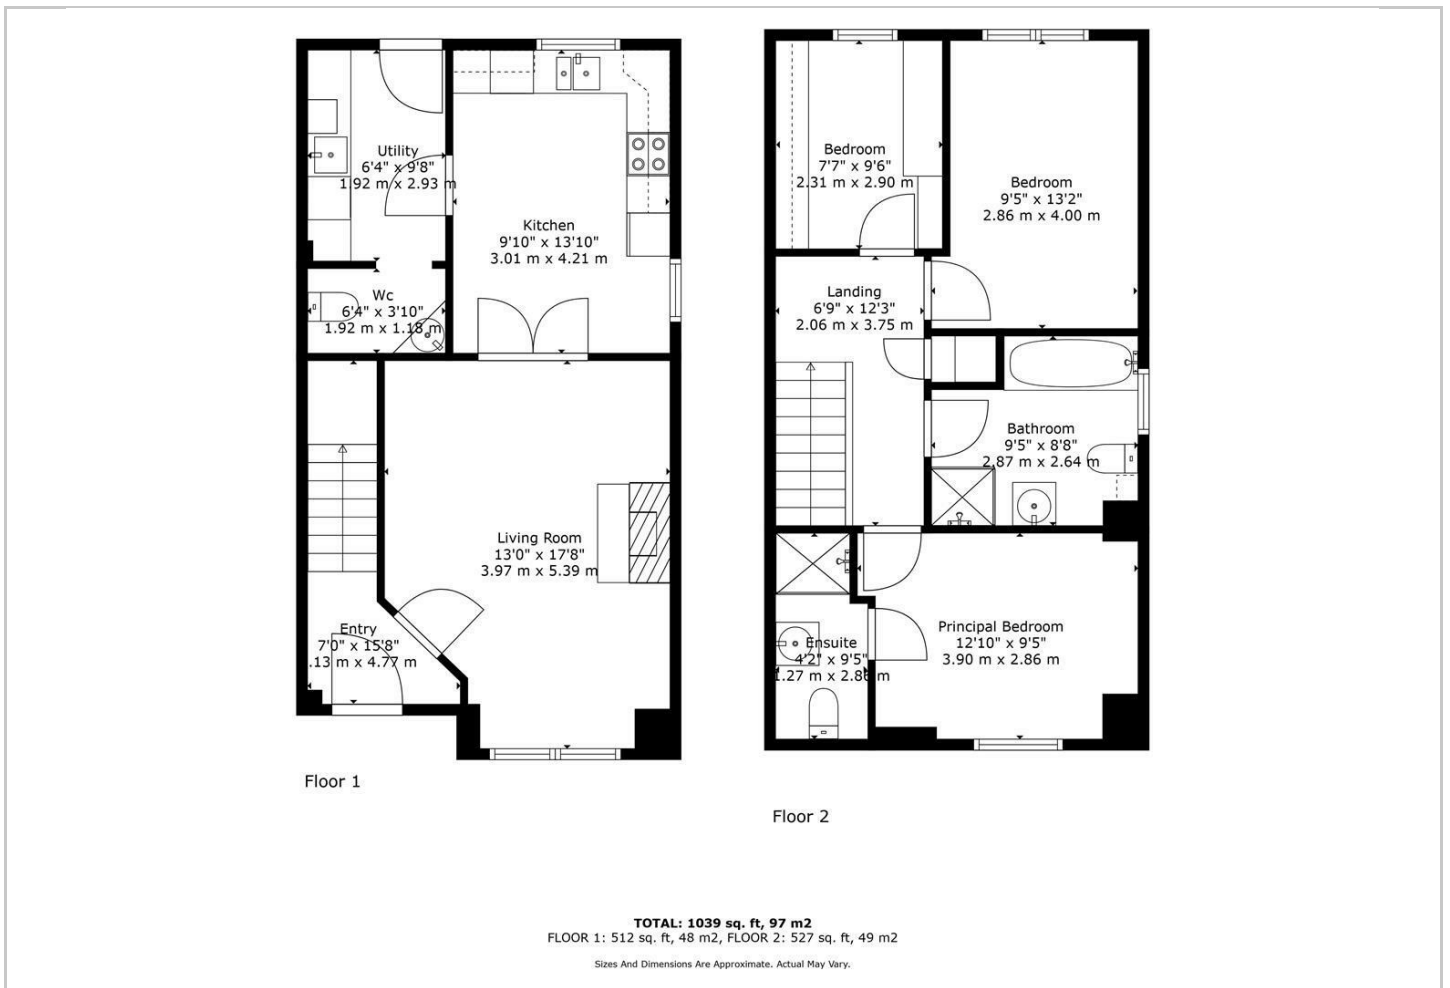 Utility
6'4" x 9'8"
1.92 m x 2.93 m
Kitchen
9'10" x 13'10"
3.01 m x 4.21 m
Wc
6'4" x 3'10"
1.92 m x 1.18 m
Living Room
13'0" x 17'8"
3.97 m x 5.39 m
Entry
7'0" x 15'8"
.13 m x 4.77 m
Floor 1
Bedroom
7'7" x 9'6"
2.31 m x 2.90 m
Bedroom
9'5" x 13'2"
2.86 m x 4.00 m
Landing
6'9" x 12'3"
2.06 m x 3.75 m
Bathroom
9'5" x 8'8"
2.87 m x 2.64 m
Ensuite
4'2" x 9'5"
1.27 m x 2.86 m
Principal Bedroom
12'10" x 9'5"
3.90 m x 2.86 m
Floor 2
TOTAL: 1039 sq. ft, 97 m2
FLOOR 1: 512 sq. ft, 48 m2, FLOOR 2: 527 sq. ft, 49 m2
Sizes And Dimensions Are Approximate. Actual May Vary.